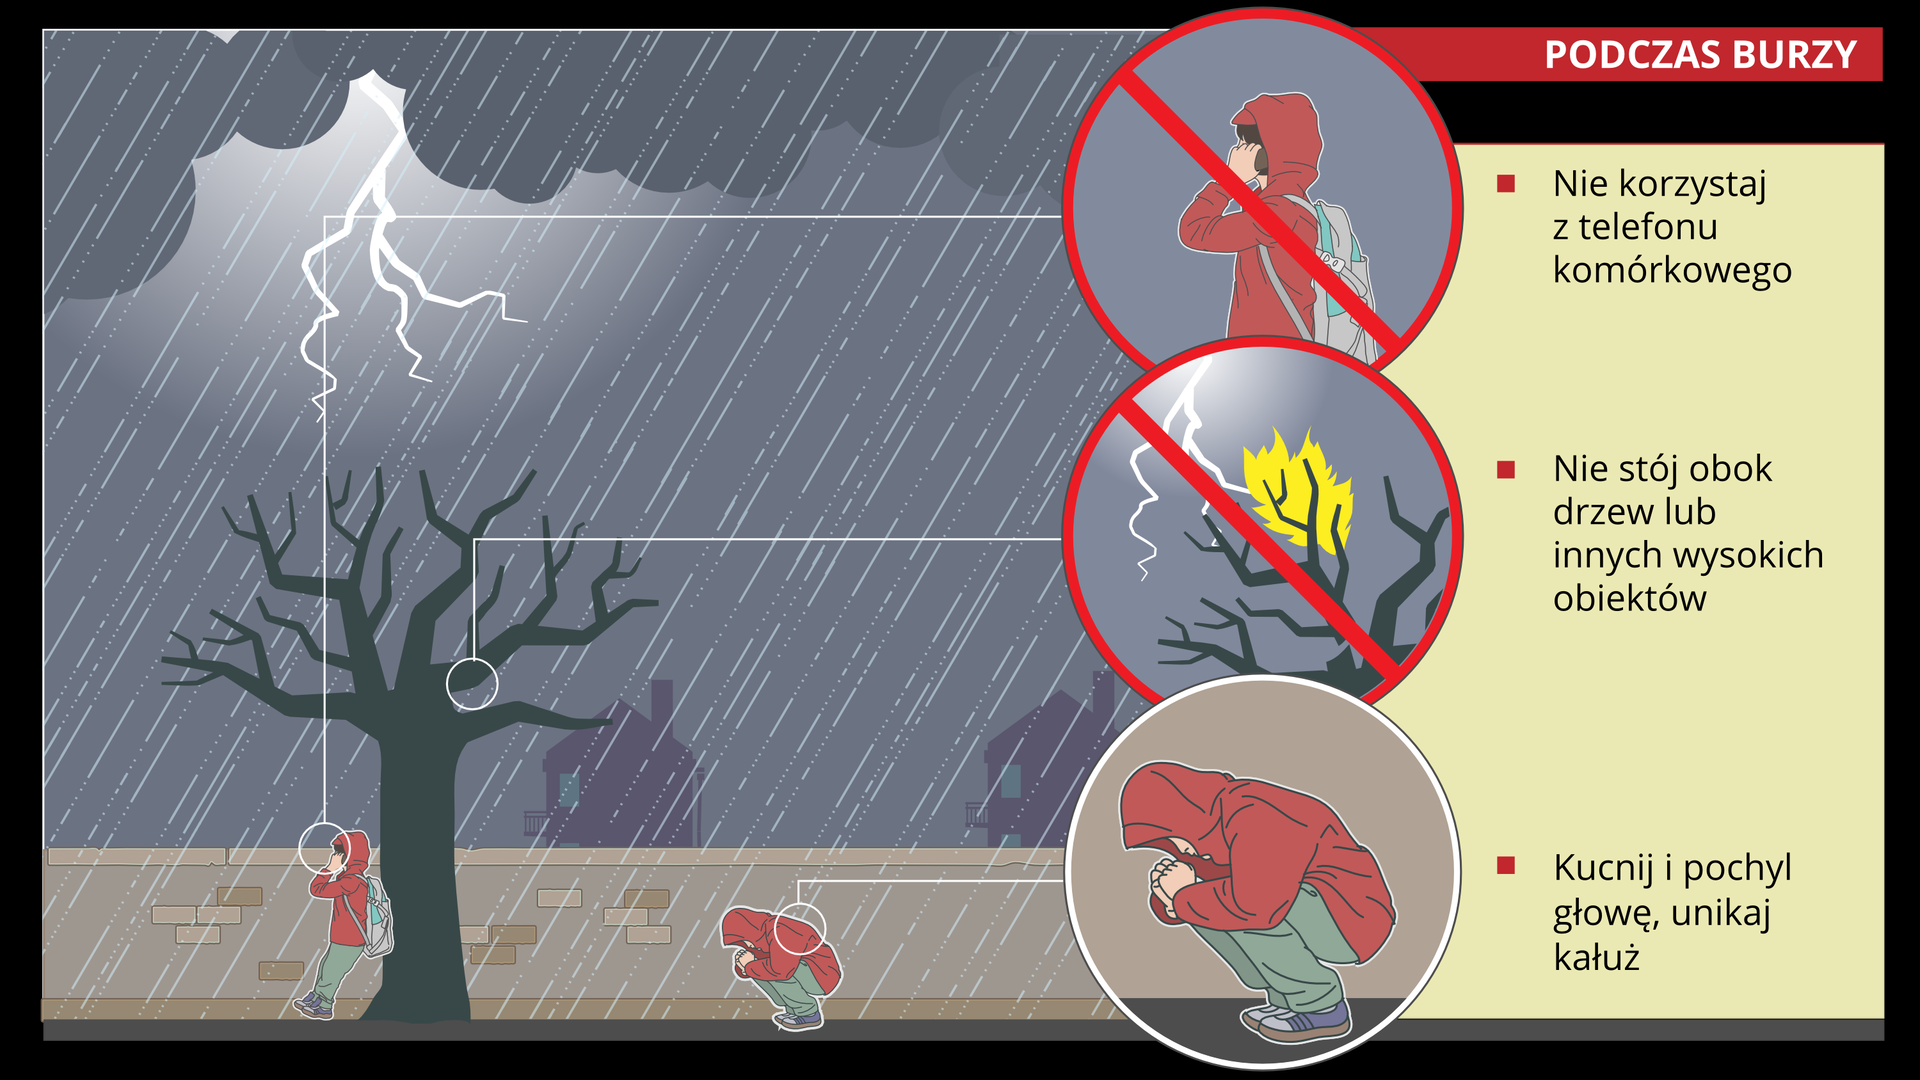 PODCZAS BURZY
Nie korzystaj
z telefonu
komórkowego
Nie stój obok
drzew lub
innych wysokich
obiektów
Kucnij i pochyl
głowę, unikaj
kałuż